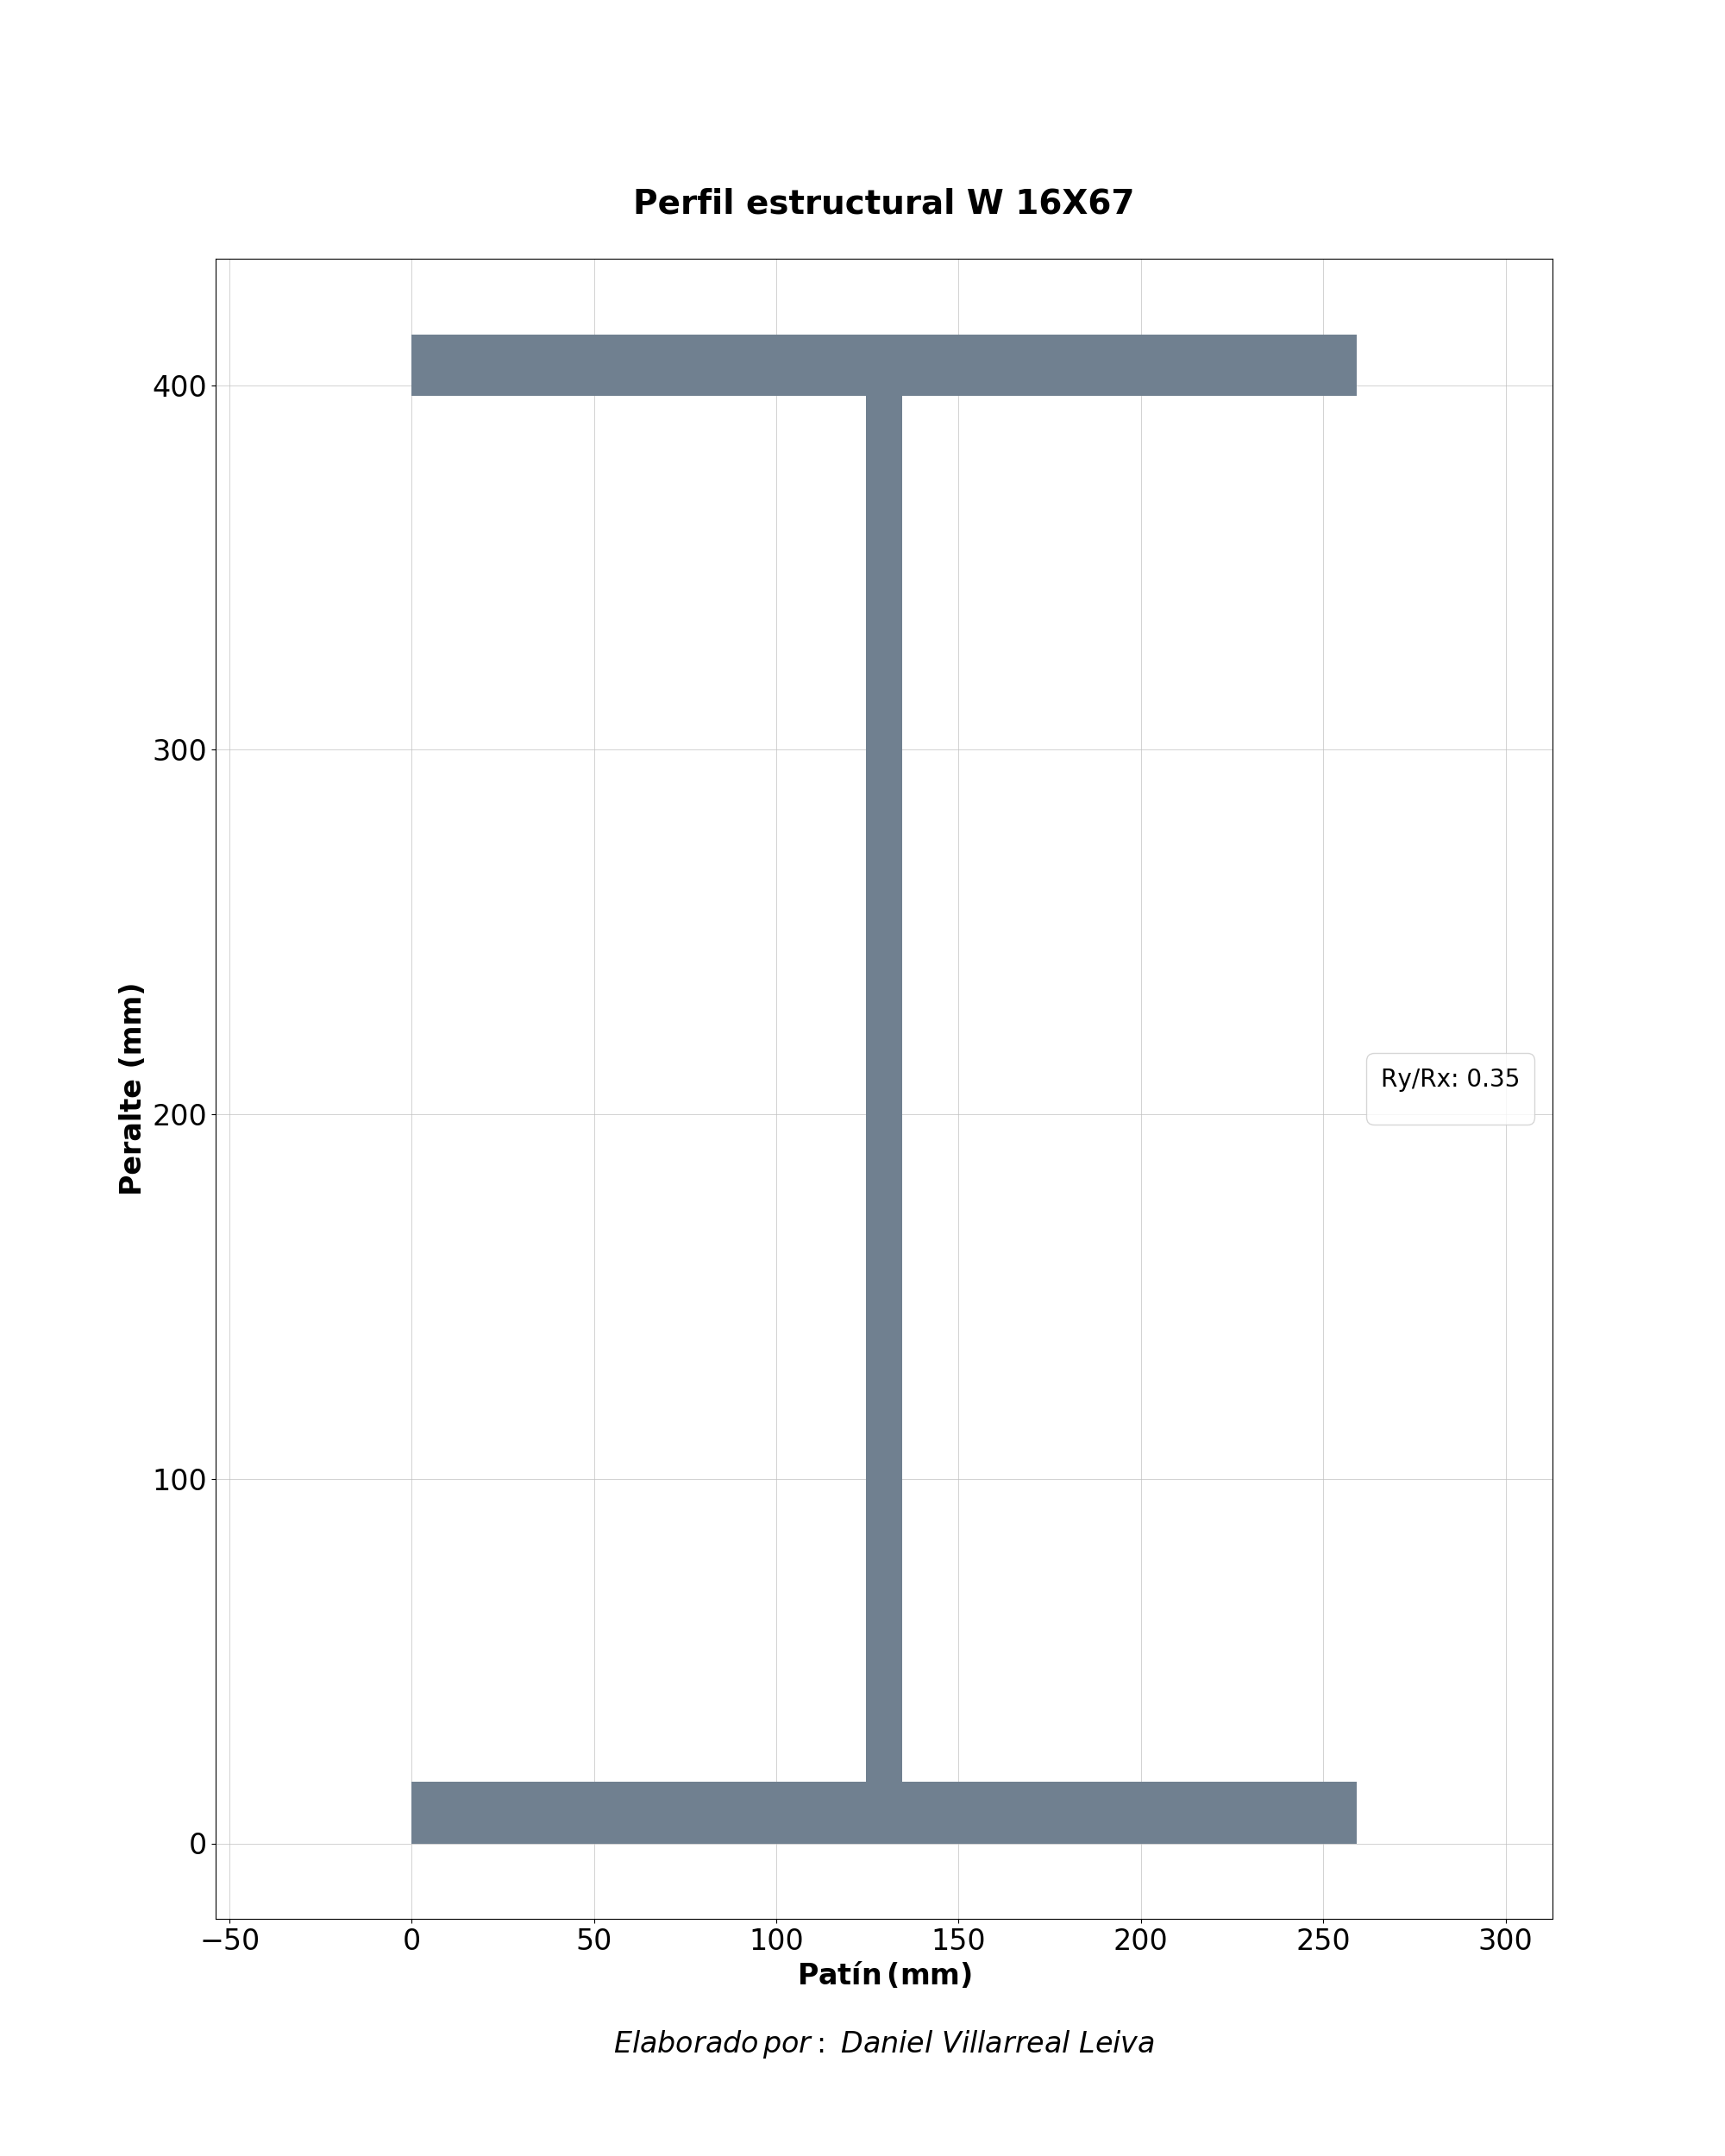 Perfil estructural W 16X67
Peralte (mm)
400
300
200
100
0
Ry/Rx: 0.35
−50 0 50 100 150 200 250 300
Patín (mm)
Elaborado por: Daniel Villarreal Leiva